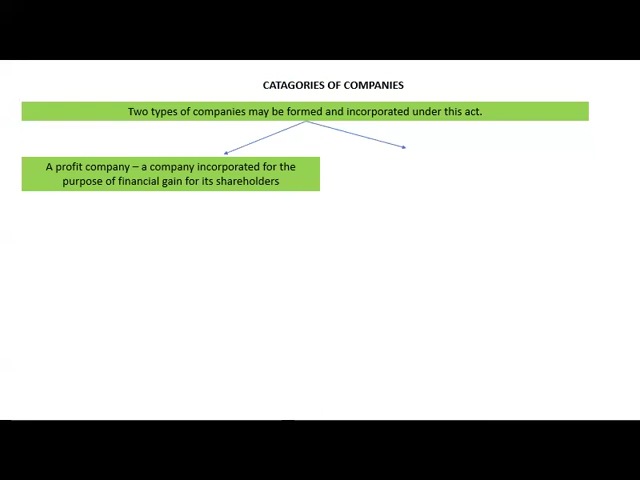 CATAGORIES OF COMPANIES
Two types of companies may be formed and incorporated under this act.
A profit company – a company incorporated for the
purpose of financial gain for its shareholders